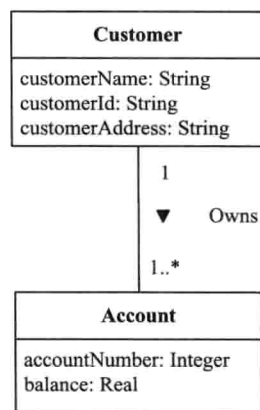 Customer
customerName: String
customerId: String
customerAddress: String
1
▼ Owns
1..*
Account
accountNumber: Integer
balance: Real